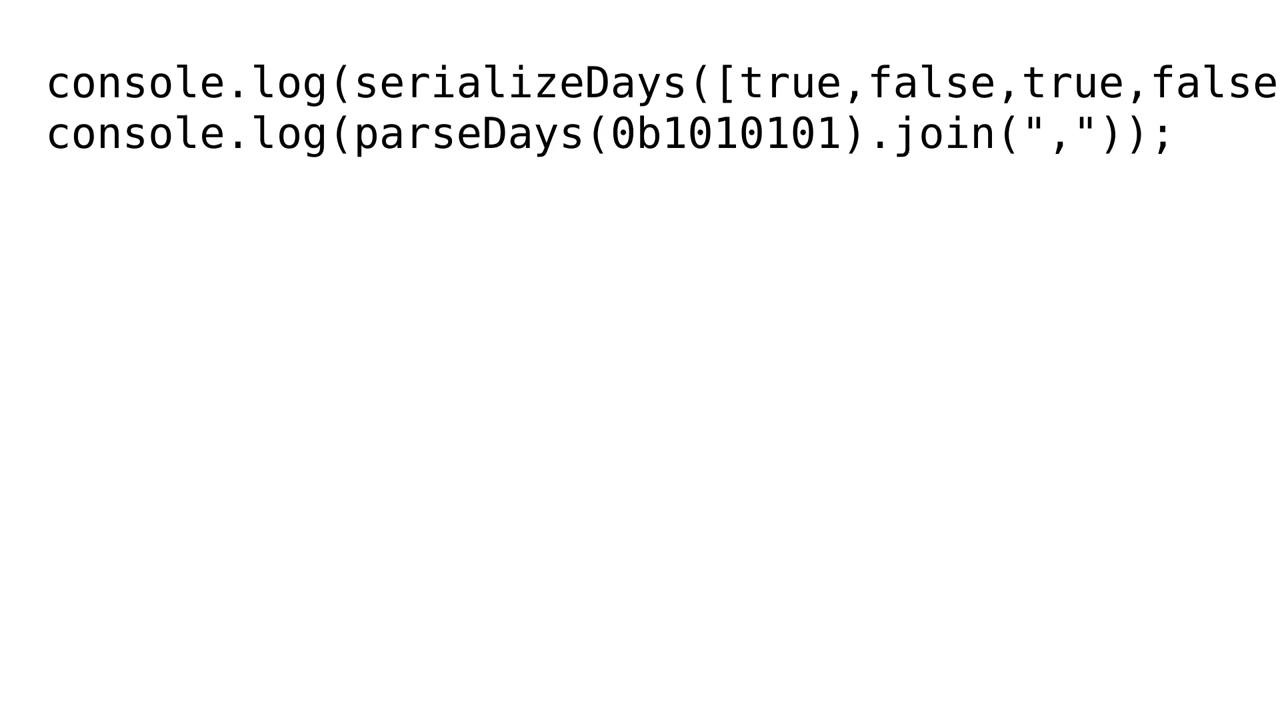 console.log(serializeDays([true,false,true,false
console.log(parseDays(0b1010101).join(","));